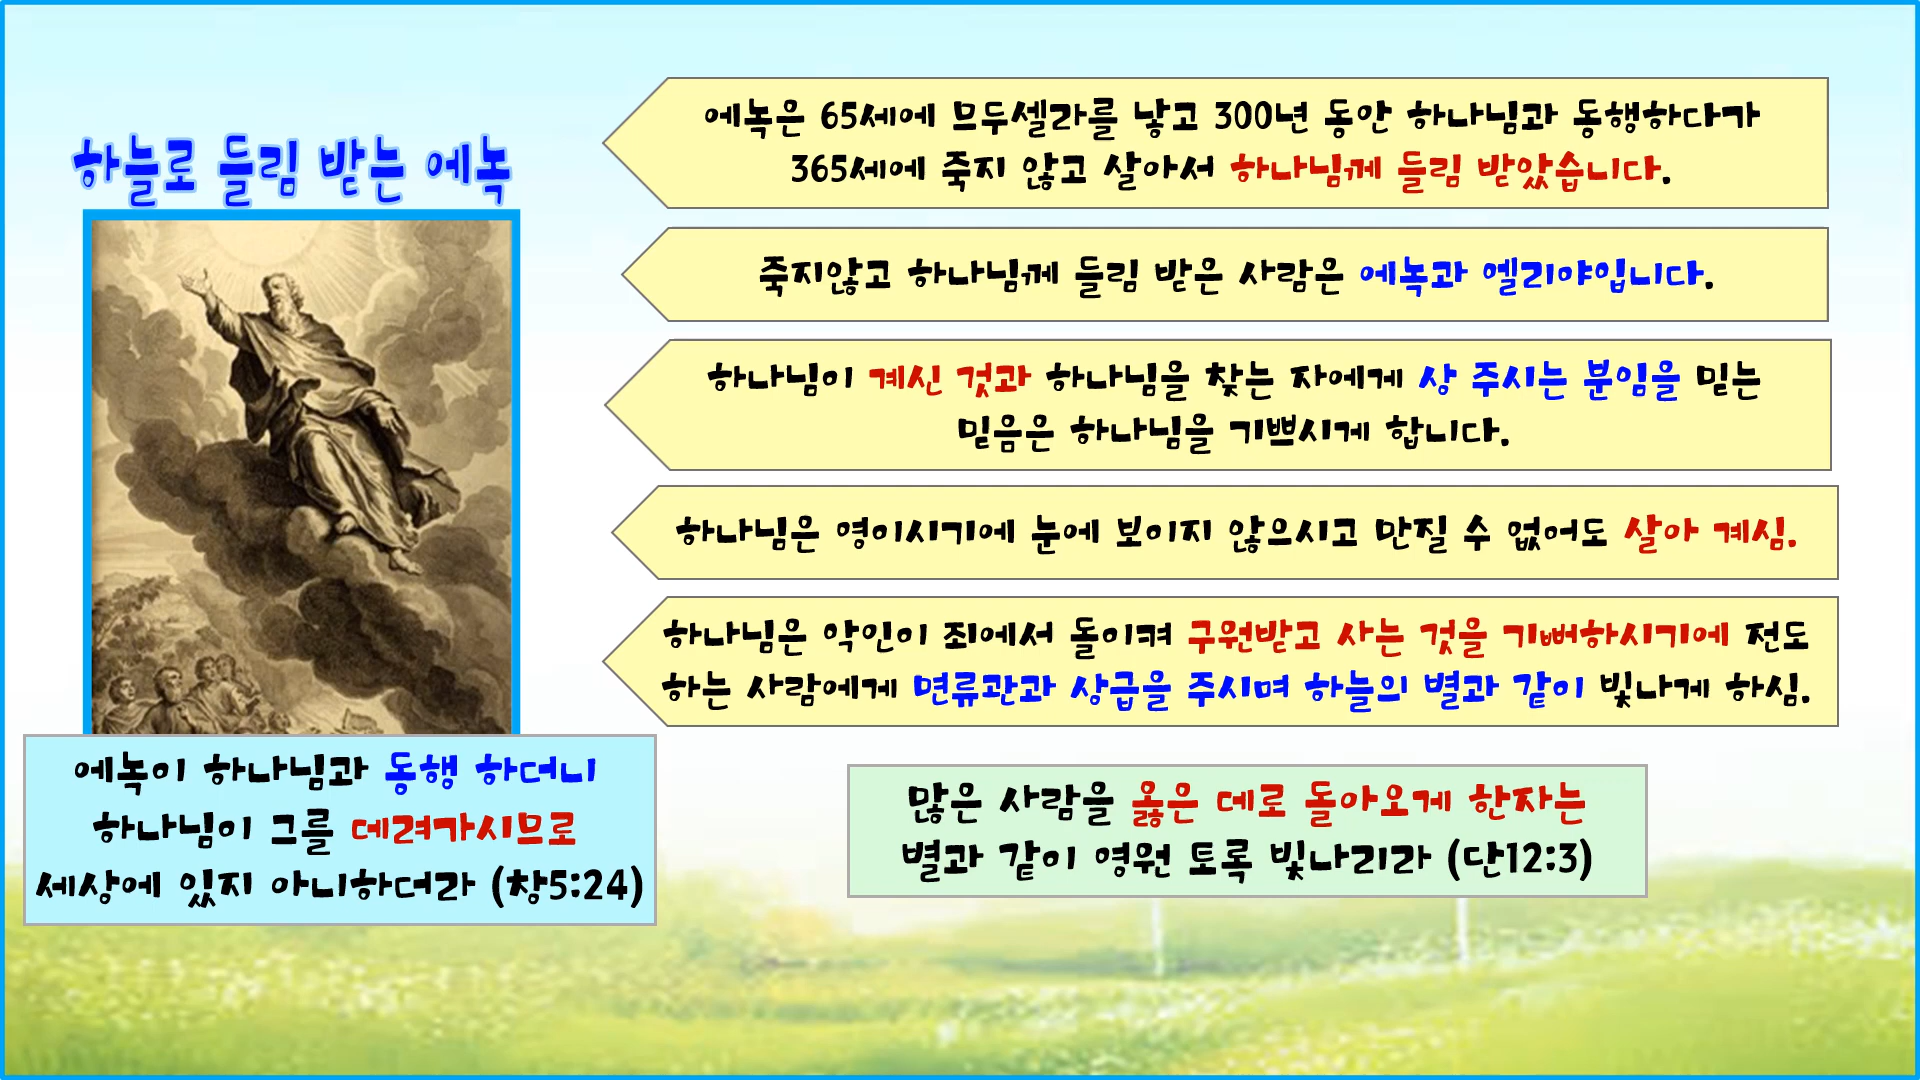 하늘로 들림 받는 에녹
에녹은 65세에 므두셀라를 낳고 300년 동안 하나님과 동행하다가
365세에 죽지 않고 살아서 하나님께 들림 받았습니다.
죽지않고 하나님께 들림 받은 사람은 에녹과 엘리야입니다.
하나님이 계신 것과 하나님을 찾는 자에게 상 주시는 분임을 믿는
믿음은 하나님을 기쁘시게 합니다.
하나님은 영이시기에 눈에 보이지 않으시고 만질 수 없어도 살아 계심.
하나님은 악인이 죄에서 돌이켜 구원받고 사는 것을 기뻐하시기에 전도
하는 사람에게 면류관과 상급을 주시며 하늘의 별과 같이 빛나게 하심.
에녹이 하나님과 동행 하더니
하나님이 그를 데려가시므로
세상에 있지 아니하더라 (창5:24)
많은 사람을 옳은 데로 돌아오게 한자는
별과 같이 영원 토록 빛나리라 (단12:3)